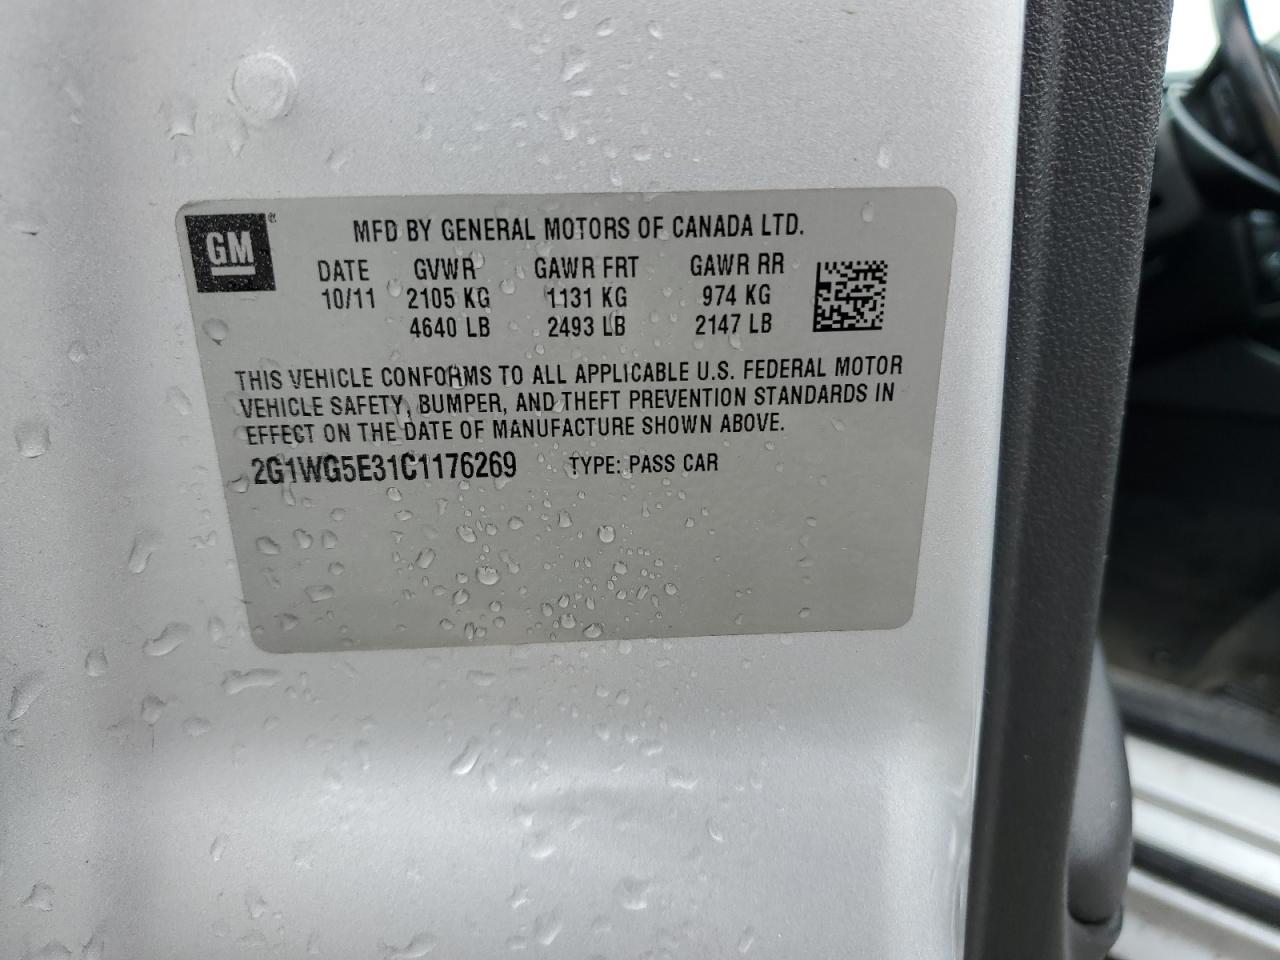 GM
MFD BY GENERAL MOTORS OF CANADA LTD.
DATE GVWR GAWR FRT GAWR RR
10/11 2105 KG 1131 KG 974 KG
4640 LB 2493 LB 2147 LB
THIS VEHICLE CONFORMS TO ALL APPLICABLE U.S. FEDERAL MOTOR
VEHICLE SAFETY, BUMPER, AND THEFT PREVENTION STANDARDS IN
EFFECT ON THE DATE OF MANUFACTURE SHOWN ABOVE.
2G1WG5E31C1176269 TYPE: PASS CAR